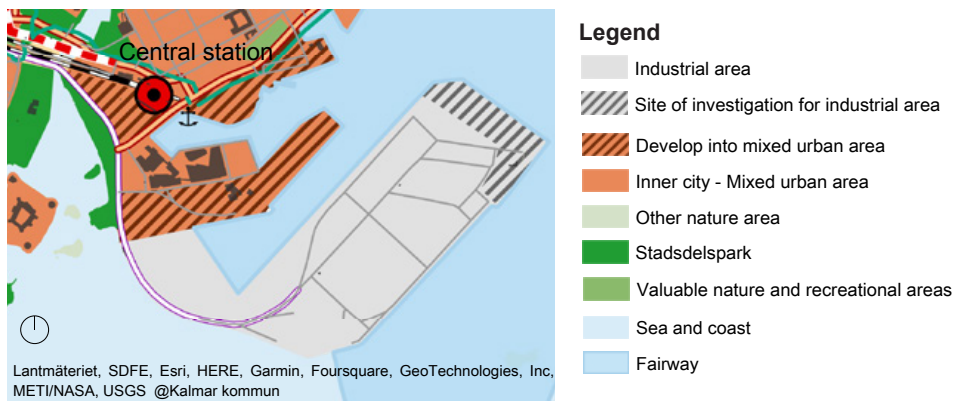 Central station
Lantmäteriet, SDFE, Esri, HERE, Garmin, Foursquare, GeoTechnologies, Inc,
METI/NASA, USGS @Kalmar kommun
Legend
Industrial area
Site of investigation for industrial area
Develop into mixed urban area
Inner city - Mixed urban area
Other nature area
Stadsdelspark
Valuable nature and recreational areas
Sea and coast
Fairway